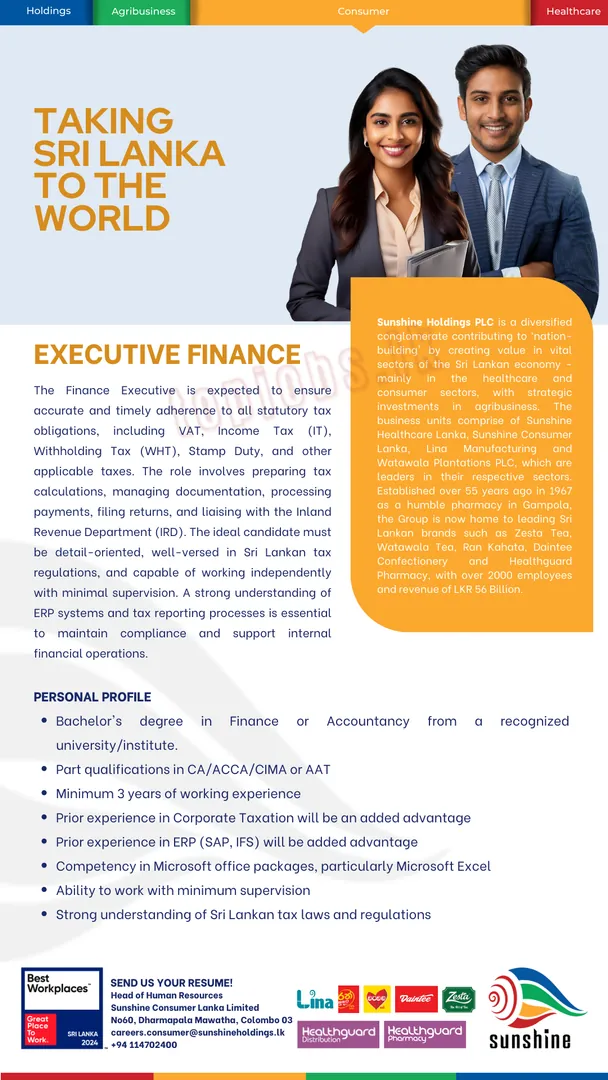 Holdings
Agribusiness
Consumer
Healthcare
TAKING
SRI LANKA
TO THE
WORLD
EXECUTIVE FINANCE
The Finance Executive is expected to ensure
accurate and timely adherence to all statutory tax
obligations, including VAT, Income Tax (IT),
Withholding Tax (WHT), Stamp Duty, and other
applicable taxes. The role involves preparing tax
calculations, managing documentation, processing
payments, filing returns, and liaising with the Inland
Revenue Department (IRD). The ideal candidate must
be detail-oriented, well-versed in Sri Lankan tax
regulations, and capable of working independently
with minimal supervision. A strong understanding of
ERP systems and tax reporting processes is essential
to maintain compliance and support internal
financial operations.
Sunshine Holdings PLC is a diversified
conglomerate contributing to 'nation-
building' by creating value in vital
sectors of the Sri Lankan economy -
mainly in the healthcare and
consumer sectors, with strategic
investments in agribusiness. The
business units comprise of Sunshine
Healthcare Lanka, Sunshine Consumer
Lanka, Lina Manufacturing and
Watawala Plantations PLC, which are
leaders in their respective sectors.
Established over 55 years ago in 1967
as a humble pharmacy in Gampola,
the Group is now home to leading Sri
Lankan brands such as Zesta Tea,
Watawala Tea, Ran Kahata, Daintee
Confectionery and Healthguard
Pharmacy, with over 2000 employees
and revenue of LKR 56 Billion.
topjobs
PERSONAL PROFILE
• Bachelor's degree in Finance or Accountancy from a recognized
university/institute.
• Part qualifications in CA/ACCA/CIMA or AAT
• Minimum 3 years of working experience
• Prior experience in Corporate Taxation will be an added advantage
• Prior experience in ERP (SAP, IFS) will be added advantage
• Competency in Microsoft office packages, particularly Microsoft Excel
• Ability to work with minimum supervision
• Strong understanding of Sri Lankan tax laws and regulations
Best
Workplaces™
Great
Place
To
Work.
SRI LANKA
2024
SEND US YOUR RESUME!
Head of Human Resources
Sunshine Consumer Lanka Limited
No60, Dharmapala Mawatha, Colombo 03
careers.consumer@sunshineholdings.lk
+94 114702400
Lina
Daintee
Zesta
Healthguard
Distribution
Healthguard
Pharmacy
sunshine